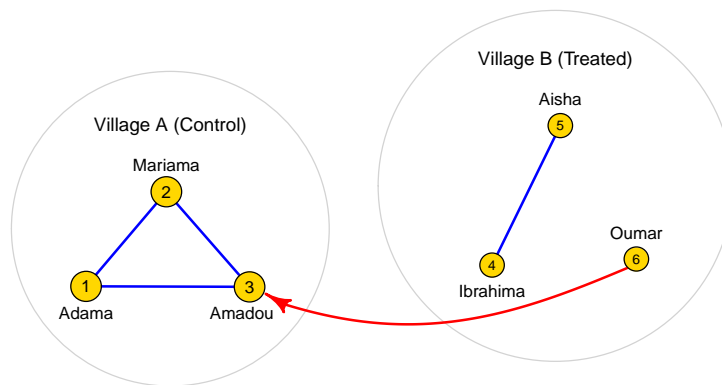 Village A (Control)
Mariama
2
1
3
Adama
Amadou
Village B (Treated)
Aisha
5
Oumar
6
4
Ibrahima